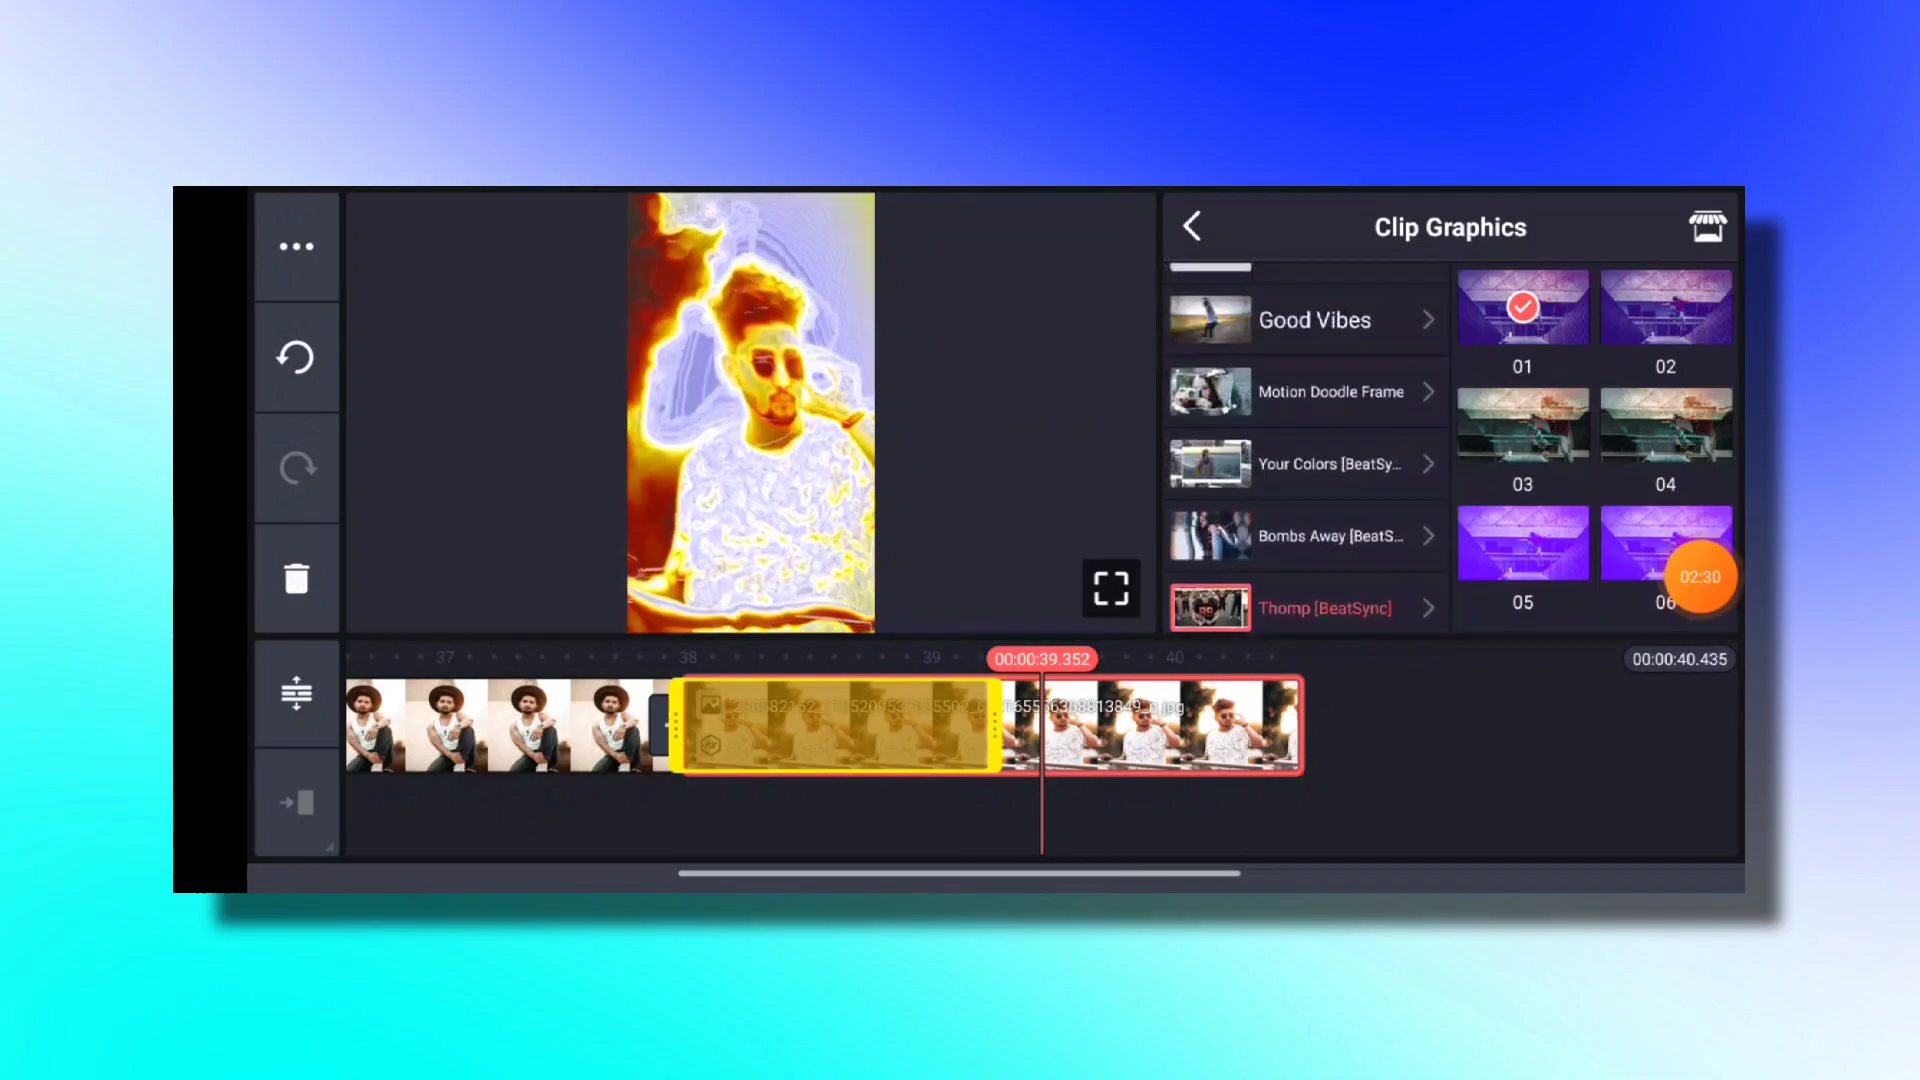 Clip Graphics
Good Vibes
Motion Doodle Frame
Your Colors [BeatSy...
Bombs Away [BeatS...
Thomp [BeatSync]
01
02
03
04
05
06
02:30
37
38
39
00:00:39.352
40
00:00:40.435